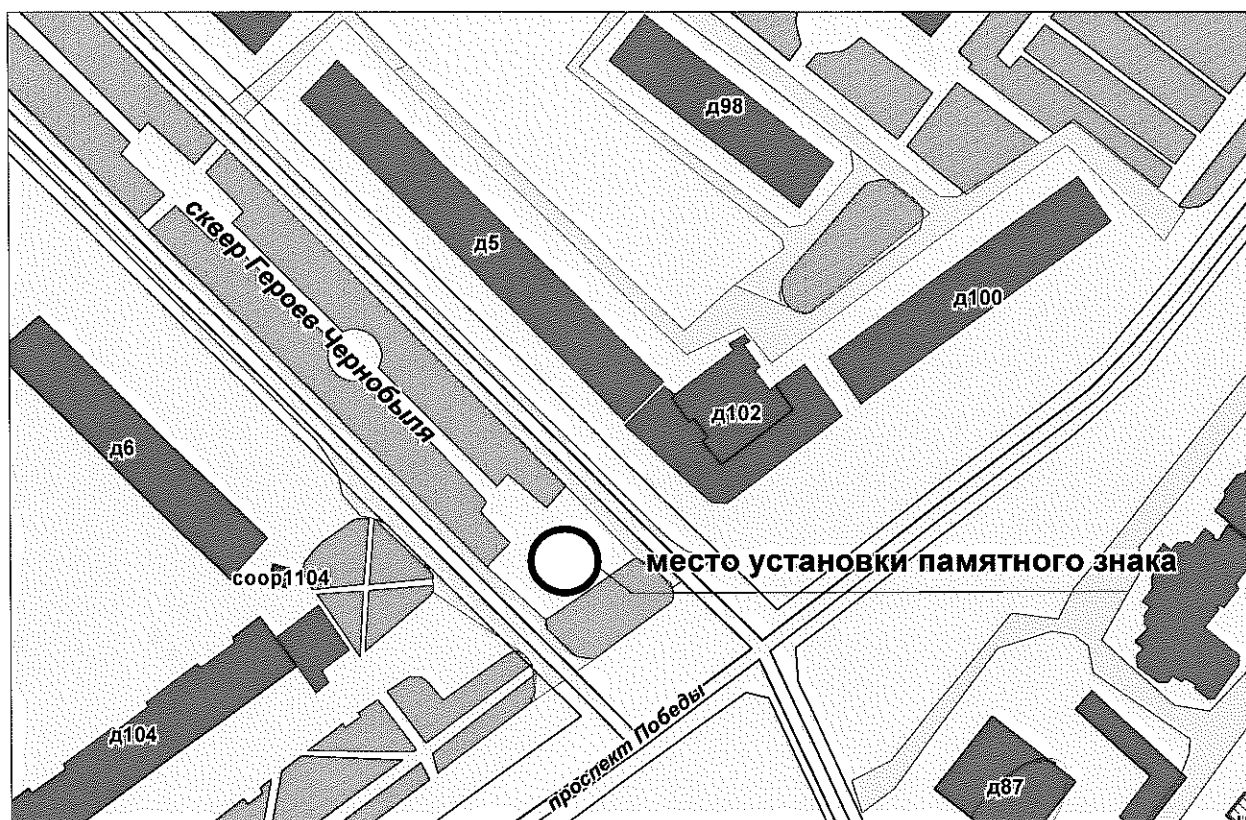 д98
д5
д100
сквер Героев Чернобыля
д102
д6
место установки памятного знака
соор1104
проспект Победы
д104
д87